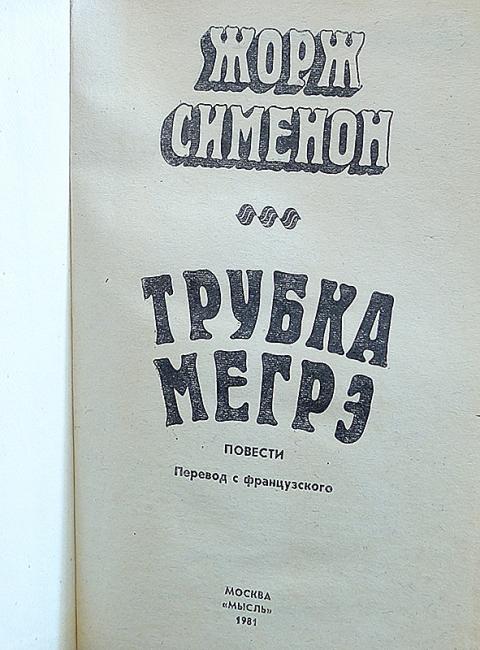 ЖОРЖ
СИМЕНОН
ТРУБКА
МЕГРЭ
ПОВЕСТИ
Перевод с французского
МОСКВА
«МЫСЛЬ»
1981